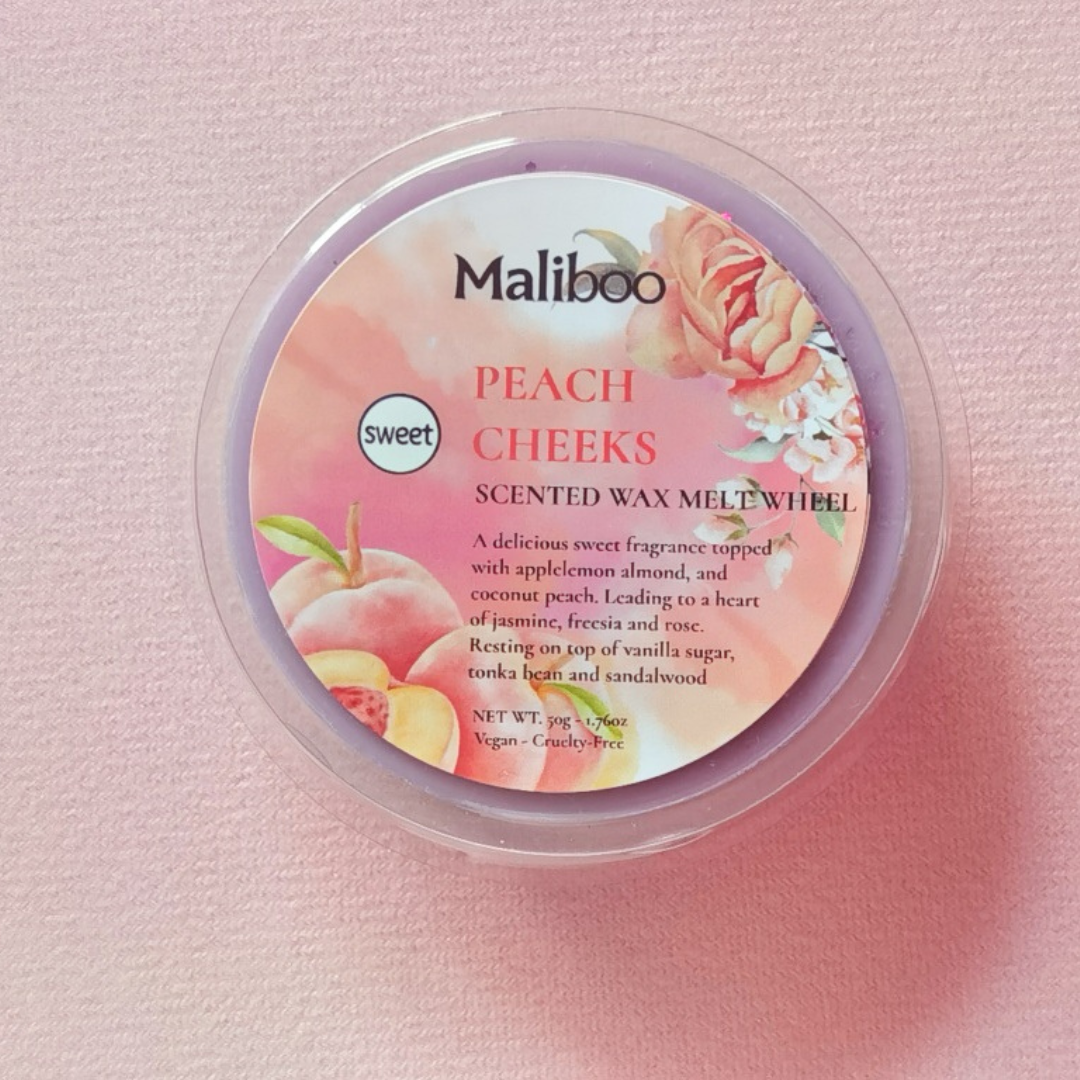 Maliboo
PEACH
CHEEKS
sweet
SCENTED WAX MELT WHEEL
A delicious sweet fragrance topped
with applelemon almond, and
coconut peach. Leading to a heart
of jasmine, freesia and rose.
Resting on top of vanilla sugar,
tonka bean and sandalwood
NET WT. 50g - 1.76oz
Vegan - Cruelty-Free